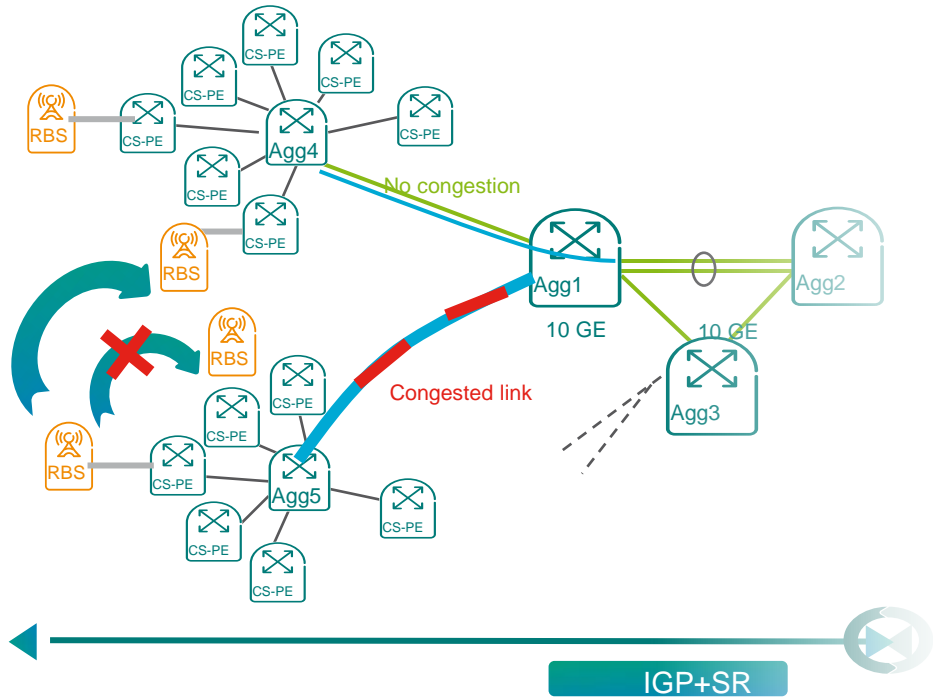 CS-PE
CS-PE
CS-PE
CS-PE
RBS
CS-PE
Agg4
CS-PE
No congestion
CS-PE
RBS
Agg1
Agg2
10 GE
10 GE
RBS
Congested link
CS-PE
CS-PE
Agg3
RBS
CS-PE
Agg5
CS-PE
CS-PE
CS-PE
IGP+SR